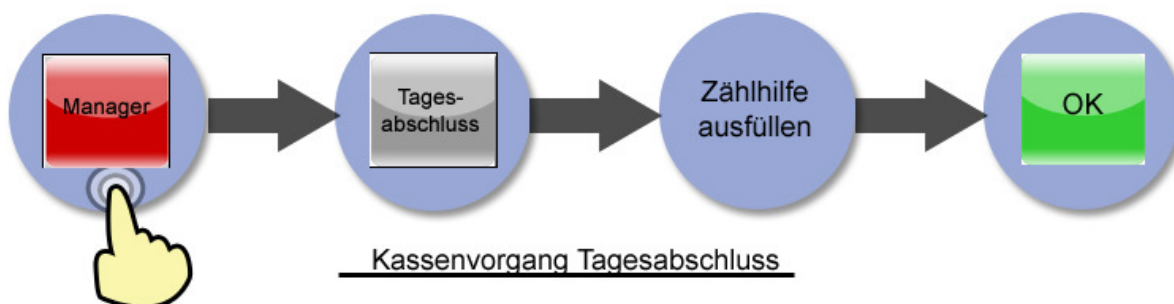 Manager
Tages-
abschluss
Zählhilfe
ausfüllen
OK
Kassenvorgang Tagesabschluss